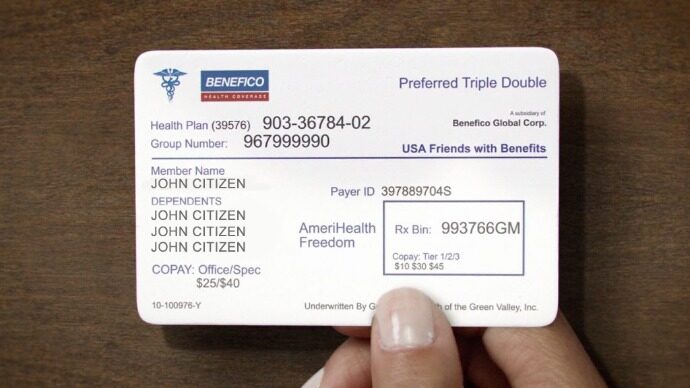 BENEFICO
HEALTH COVERAGE
Preferred Triple Double
A subsidiary of
Benefico Global Corp.
Health Plan (39576) 903-36784-02
Group Number: 967999990
USA Friends with Benefits
Member Name
JOHN CITIZEN
DEPENDENTS
JOHN CITIZEN
JOHN CITIZEN
JOHN CITIZEN
COPAY: Office/Spec
$25/$40
Payer ID 397889704S
AmeriHealth
Freedom
Rx Bin: 993766GM
Copay: Tier 1/2/3
$10 $30 $45
10-100976-Y
Underwritten By of the Green Valley, Inc.